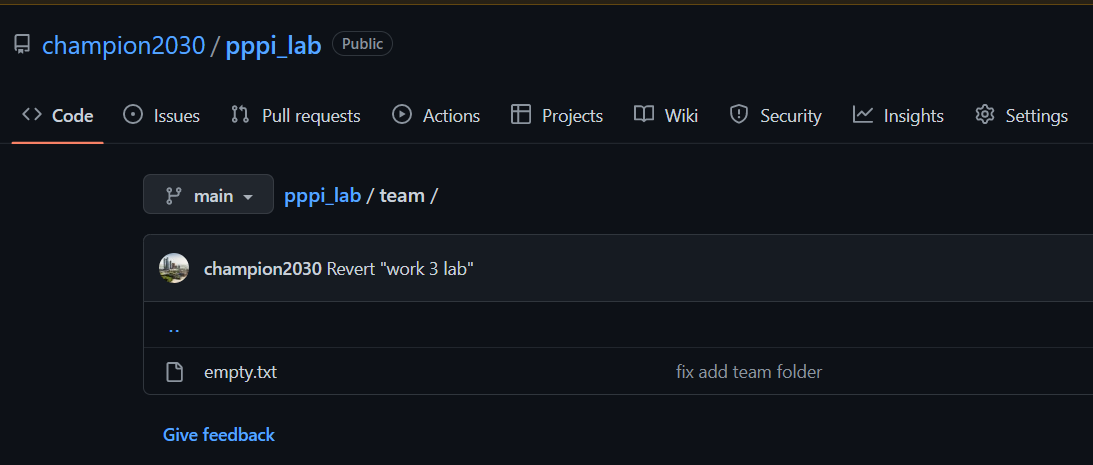 champion2030 / pppi_lab Public
Code Issues Pull requests Actions Projects Wiki Security Insights Settings
main pppi_lab / team /
champion2030 Revert "work 3 lab"
..
empty.txt fix add team folder
Give feedback